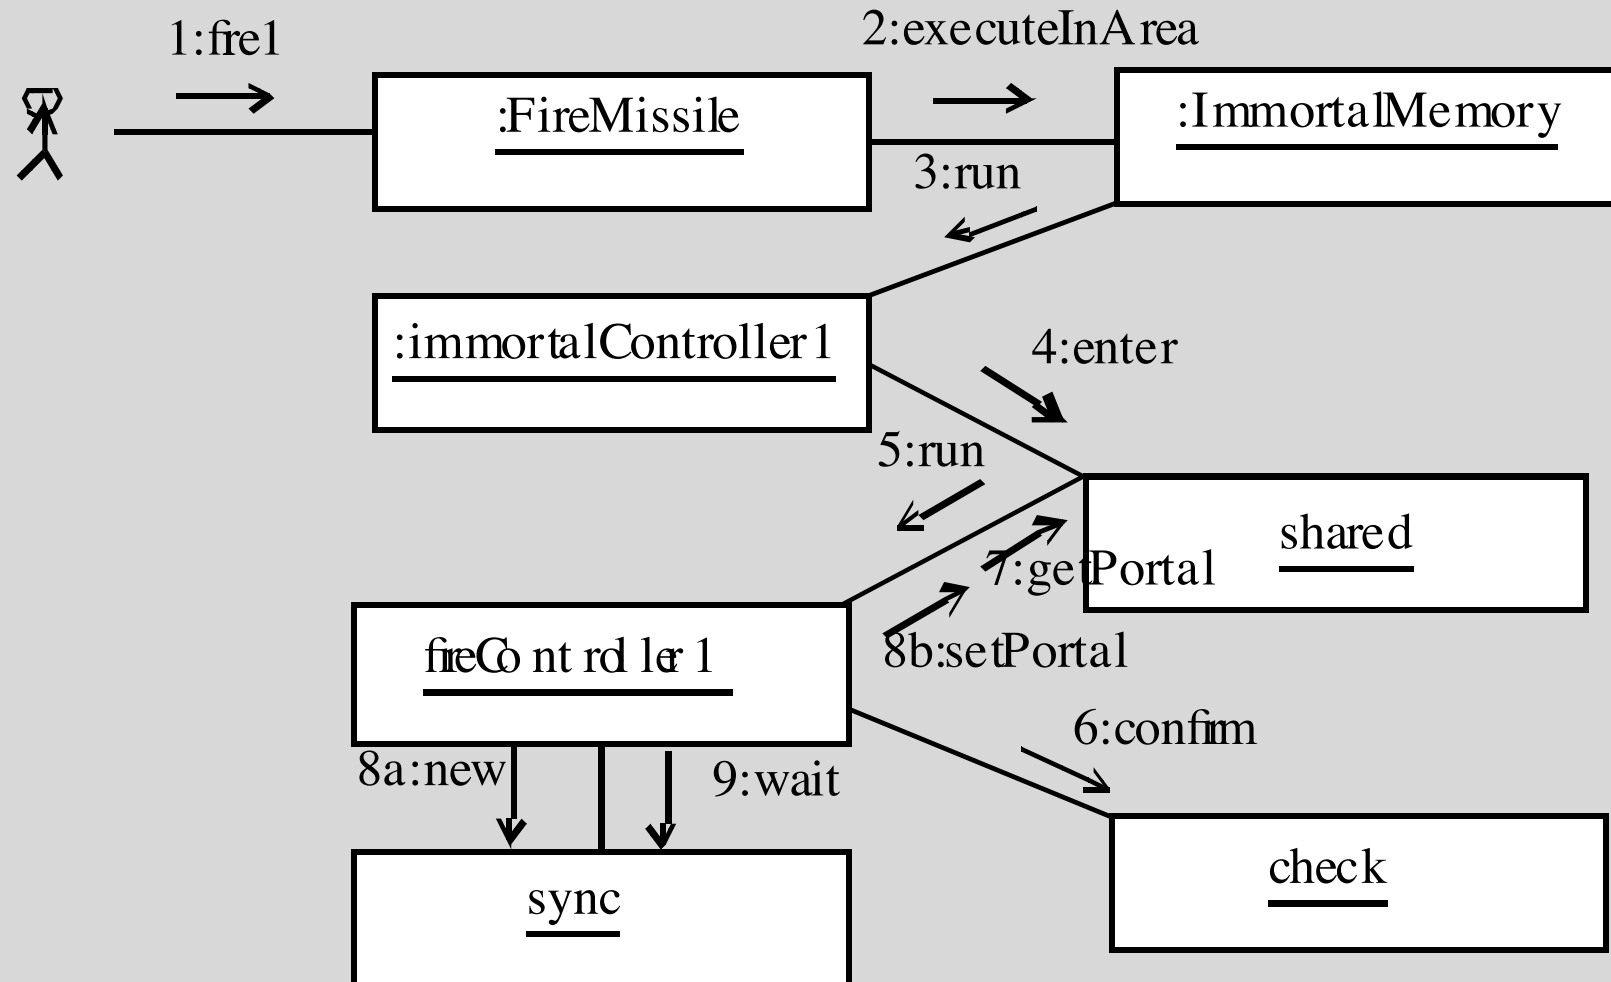 1:fire1
2:executeInArea
:FireMissile
:ImmortalMemory
3:run
:immortalController1
4:enter
5:run
shared
7:getPortal
8b:setPortal
fireController1
6:confirm
8a:new
9:wait
check
sync